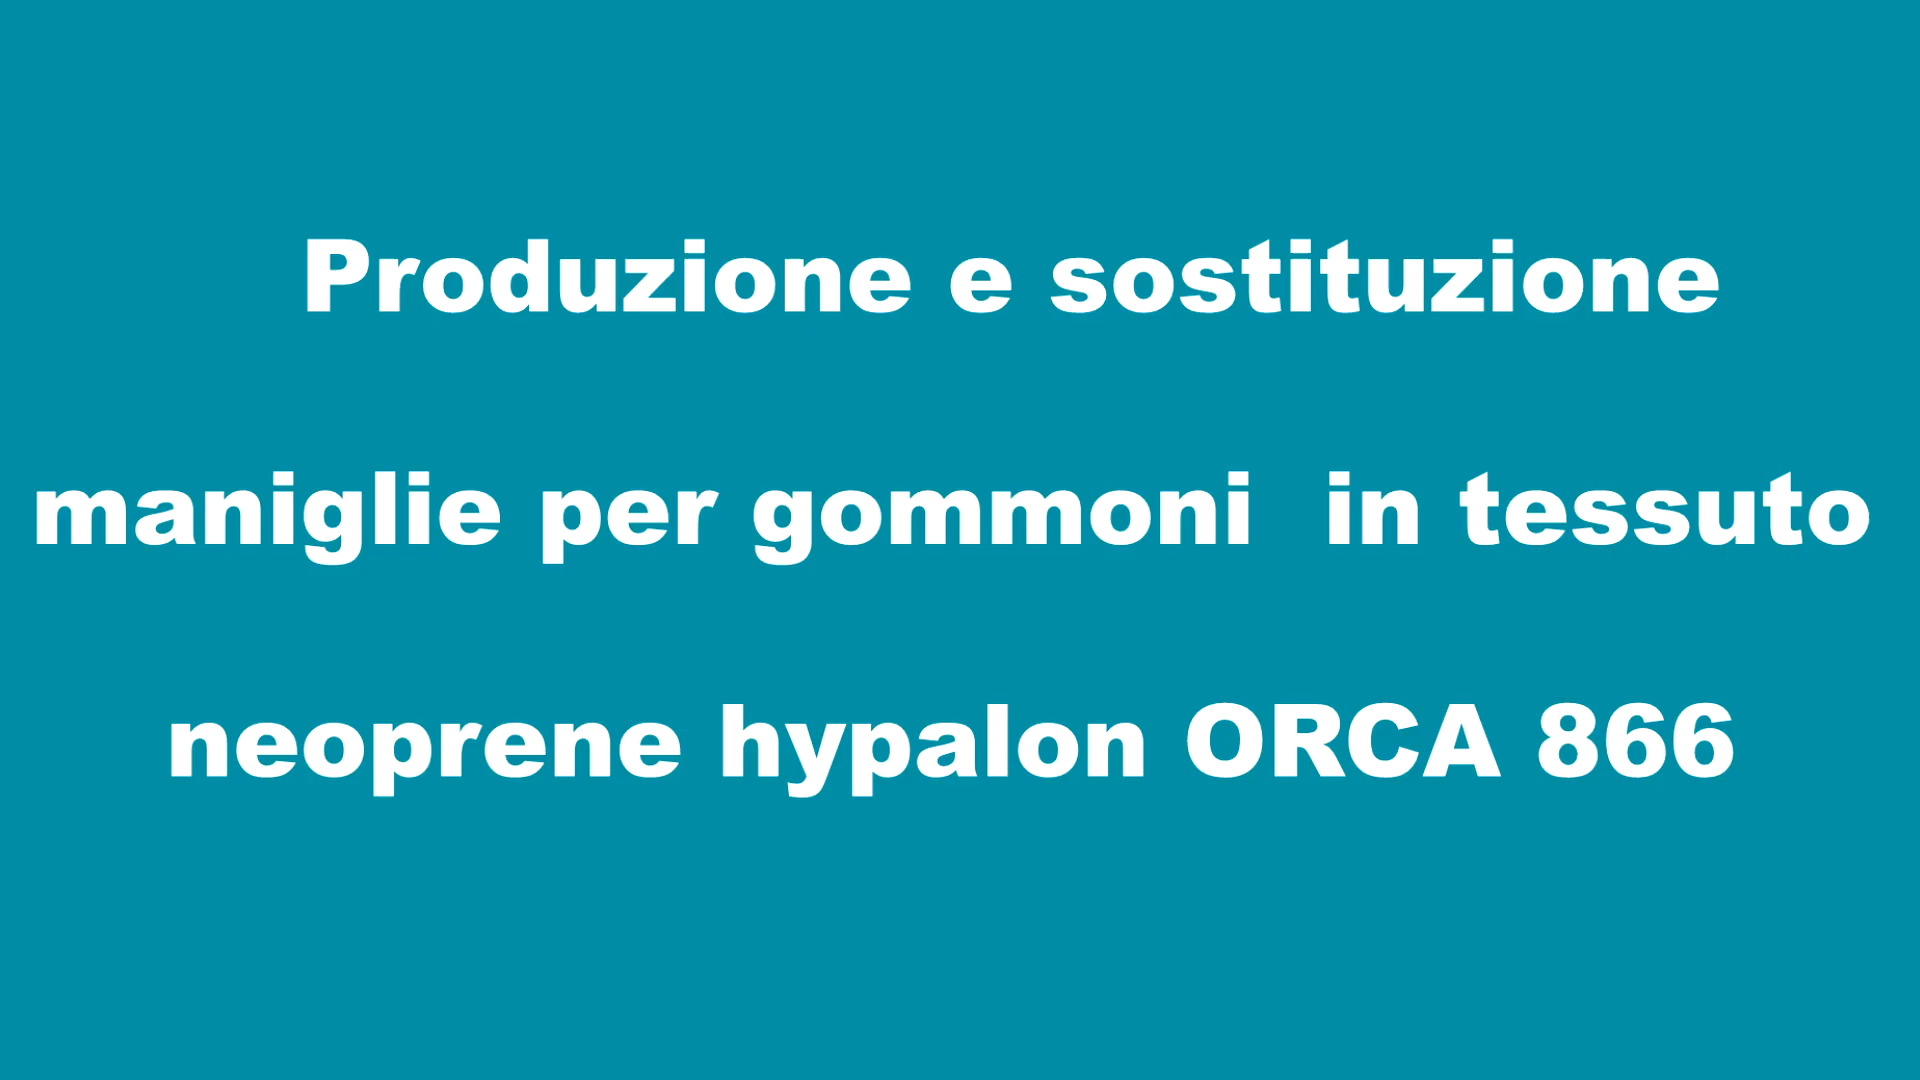 Produzione e sostituzione
maniglie per gommoni  in tessuto
neoprene hypalon ORCA 866